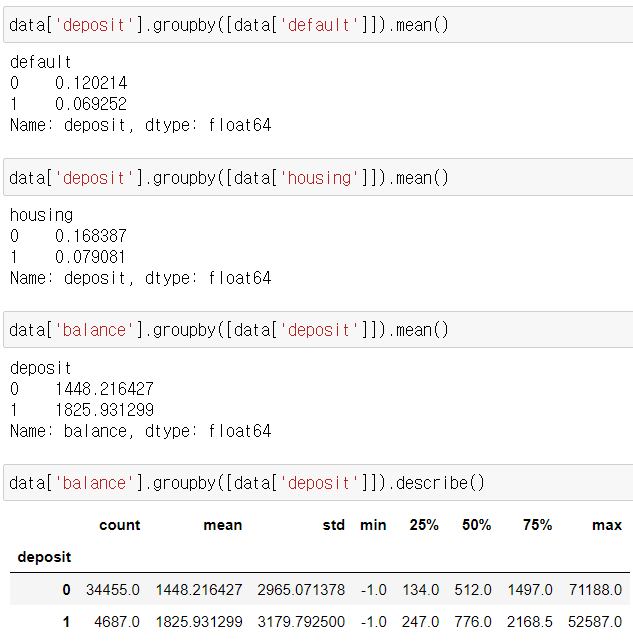 data['deposit'].groupby([data['default']]).mean()
default
0 0.120214
1 0.069252
Name: deposit, dtype: float64
data['deposit'].groupby([data['housing']]).mean()
housing
0 0.168387
1 0.079081
Name: deposit, dtype: float64
data['balance'].groupby([data['deposit']]).mean()
deposit
0 1448.216427
1 1825.931299
Name: balance, dtype: float64
data['balance'].groupby([data['deposit']]).describe()
count mean std min 25% 50% 75% max
deposit
0 34455.0 1448.216427 2965.071378 -1.0 134.0 512.0 1497.0 71188.0
1 4687.0 1825.931299 3179.792500 -1.0 247.0 776.0 2168.5 52587.0